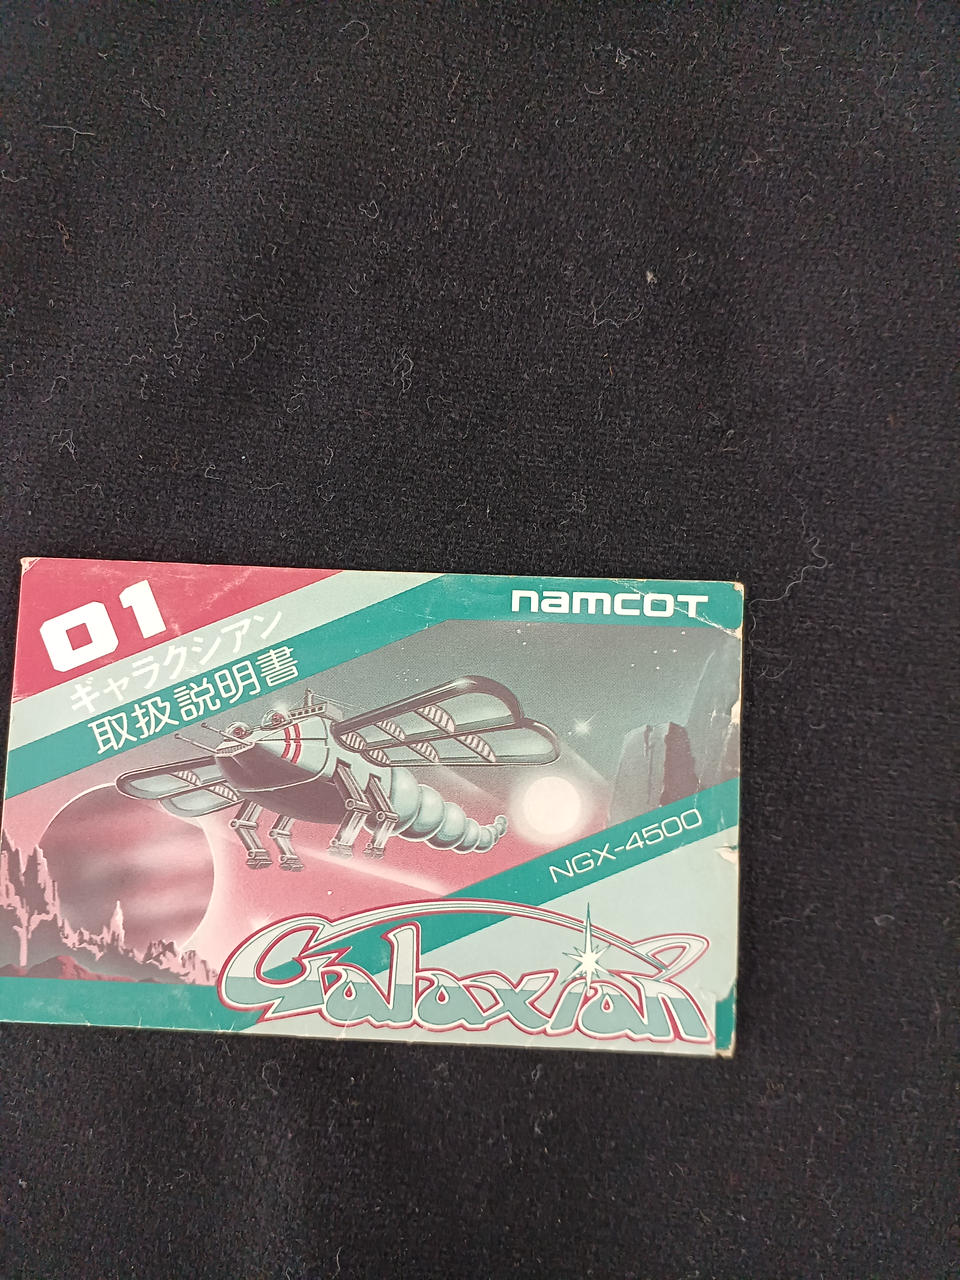 01
namcot
ギャラクシアン
取扱説明書
NGX-4500
Galaxian